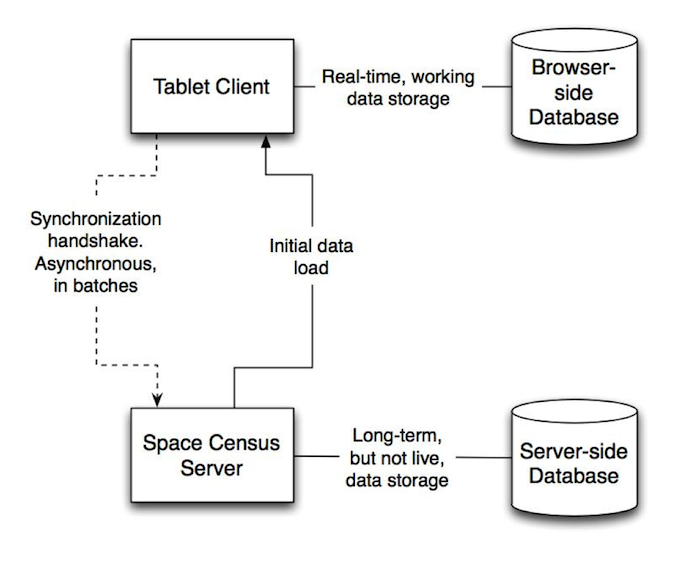 Tablet Client
Real-time, working
data storage
Browser-
side
Database
Synchronization
handshake.
Asynchronous,
in batches
Initial data
load
Space Census
Server
Long-term,
but not live,
data storage
Server-side
Database